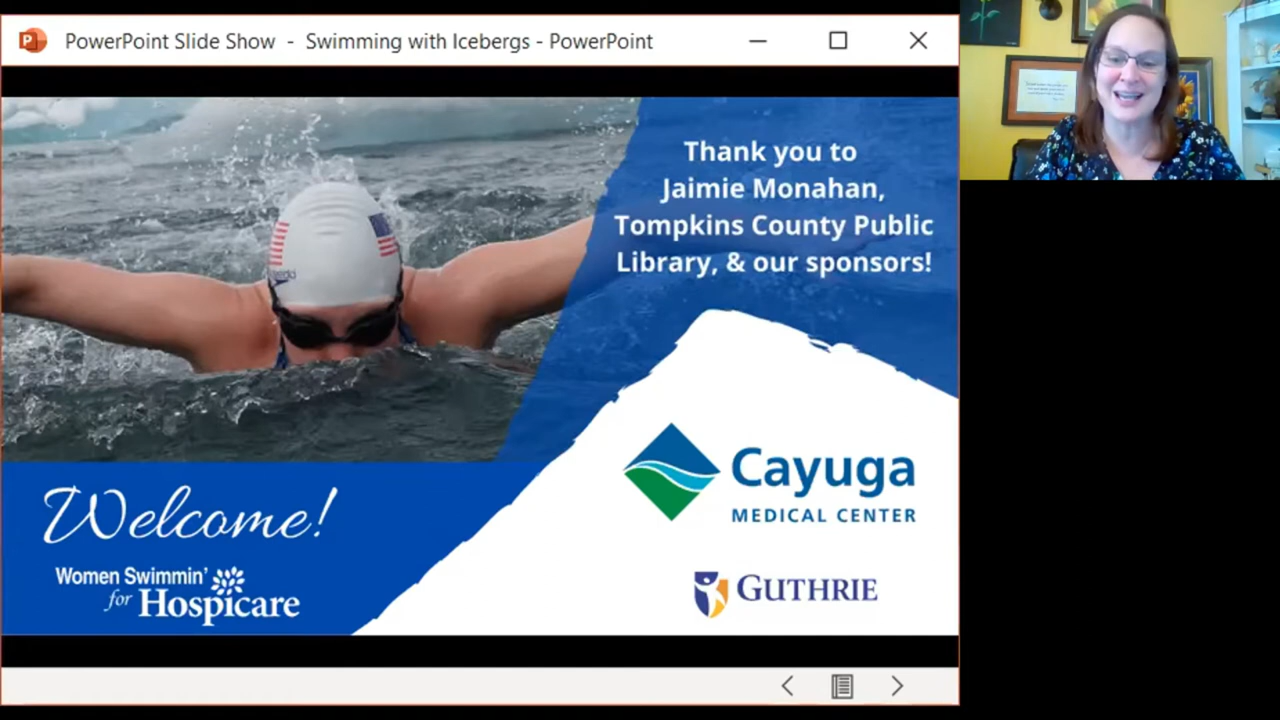 PowerPoint Slide Show - Swimming with Icebergs - PowerPoint
Thank you to
Jaimie Monahan,
Tompkins County Public
Library, & our sponsors!
Cayuga
MEDICAL CENTER
Welcome!
Women Swimmin'
for Hospicare
GUTHRIE